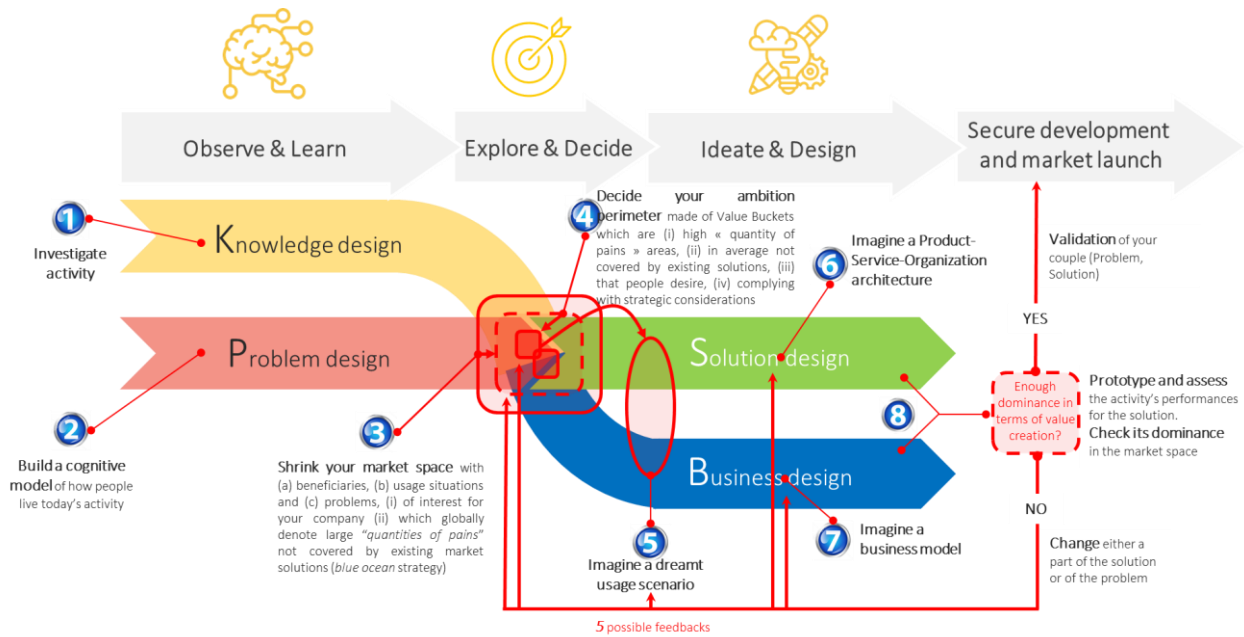 Observe & Learn
Explore & Decide
Ideate & Design
Secure development
and market launch
1
Investigate
activity
Knowledge design
Problem design
2
Build a cognitive
model of how people
live today's activity
3
Shrink your market space with
(a) beneficiaries, (b) usage situations
and (c) problems, (i) of interest for
your company (ii) which globally
denote large "quantities of pains"
not covered by existing market
solutions (blue ocean strategy)
4
Decide your ambition
perimeter made of Value Buckets
which are (i) high « quantity of
pains » areas, (ii) in average not
covered by existing solutions, (iii)
that people desire, (iv) complying
with strategic considerations
5
Imagine a dreamt
usage scenario
6
Imagine a Product-
Service-Organization
architecture
Solution design
Business design
7
Imagine a
business model
8
Enough
dominance in
terms of value
creation?
Prototype and assess
the activity's performances
for the solution.
Check its dominance
in the market space
YES
Validation of your
couple (Problem,
Solution)
NO
Change either a
part of the solution
or of the problem
5 possible feedbacks